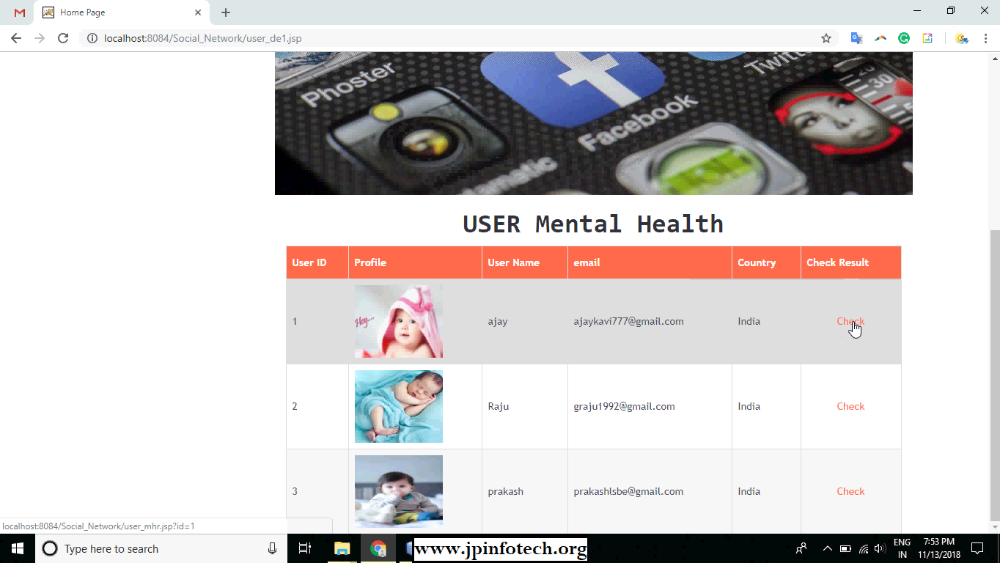 Home Page
localhost:8084/Social_Network/user_de1.jsp
Phoster
Facebook
Twitt
20
30
USER Mental Health
User ID Profile User Name email Country Check Result
Hey...
1 ajay ajaykavi777@gmail.com India Check
2 Raju graju1992@gmail.com India Check
3 prakash prakashlsbe@gmail.com India Check
localhost:8084/Social_Network/user_mhr.jsp?id=1
Type here to search
www.jpinfotech.org
ENG
IN
7:53 PM
11/13/2018